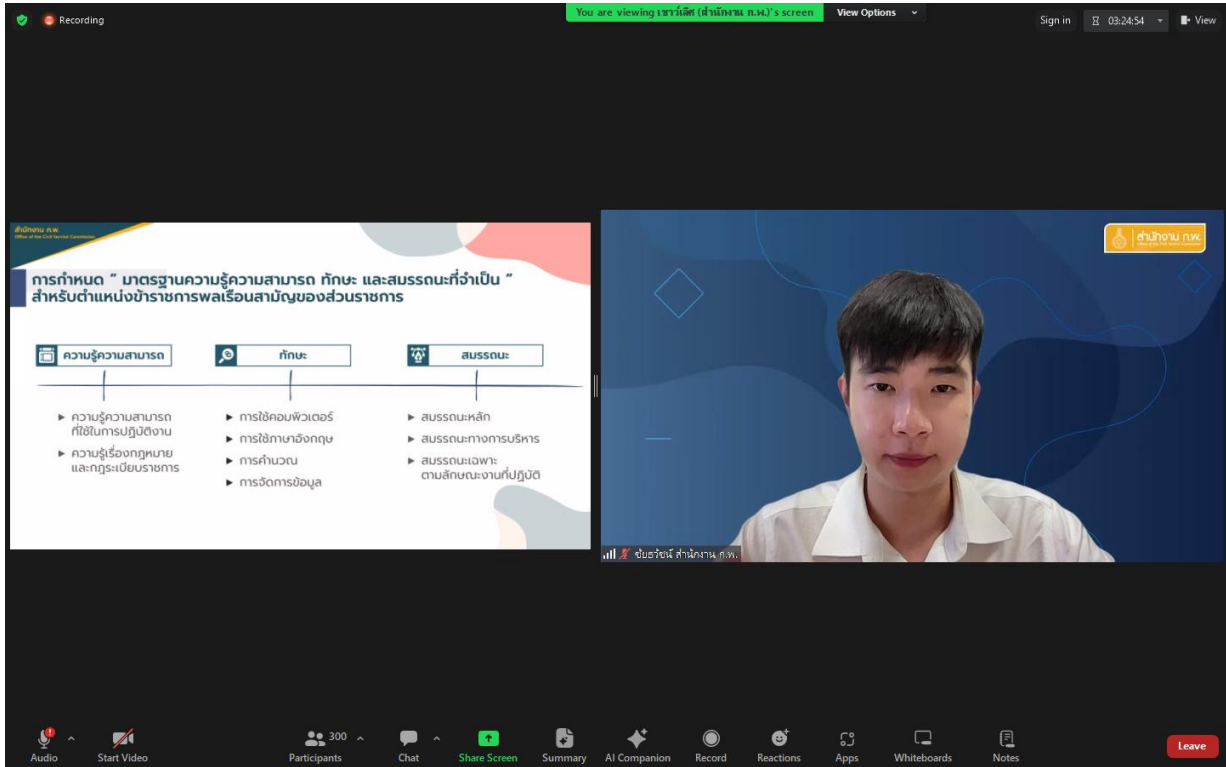 Recording
You are viewing เชาว์เลิศ (สำนักงาน ก.พ.)'s screen
View Options
Sign in
03:24:54
View
สำนักงาน ก.พ.
Office of the Civil Service Commission
การกำหนด “ มาตรฐานความรู้ความสามารถ ทักษะ และสมรรถนะที่จำเป็น “
สำหรับตำแหน่งข้าราชการพลเรือนสามัญของส่วนราชการ
ความรู้ความสามารถ
ความรู้ความสามารถ
ที่ใช้ในการปฏิบัติงาน
ความรู้เรื่องกฎหมาย
และกฎระเบียบราชการ
ทักษะ
การใช้คอมพิวเตอร์
การใช้ภาษาอังกฤษ
การคำนวณ
การจัดการข้อมูล
สมรรถนะ
สมรรถนะหลัก
สมรรถนะทางการบริหาร
สมรรถนะเฉพาะ
ตามลักษณะงานที่ปฏิบัติ
สำนักงาน ก.พ.
ชัยธวัชน์ สำนักงาน ก.พ.
Audio
Start Video
300
Participants
Chat
Share Screen
Summary
AI Companion
Record
Reactions
Apps
Whiteboards
Notes
Leave